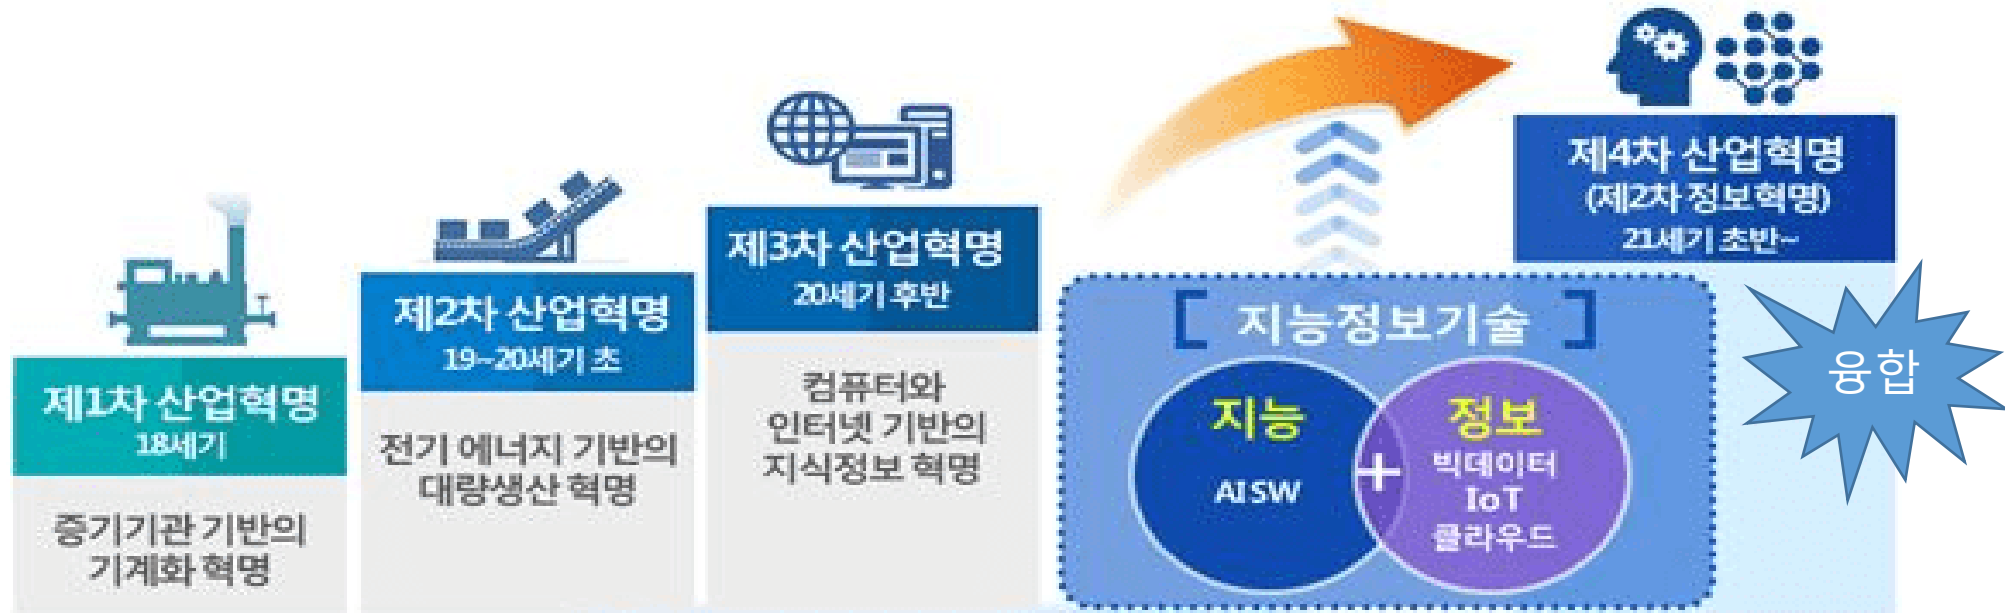 제1차 산업혁명
18세기
증기기관 기반의
기계화 혁명
제2차 산업혁명
19~20세기 초
전기 에너지 기반의
대량생산 혁명
제3차 산업혁명
20세기 후반
컴퓨터와
인터넷 기반의
지식정보 혁명
[ 지능정보기술 ]
지능
AI SW
+
정보
빅데이터
IoT
클라우드
제4차 산업혁명
(제2차 정보혁명)
21세기 초반~
융합